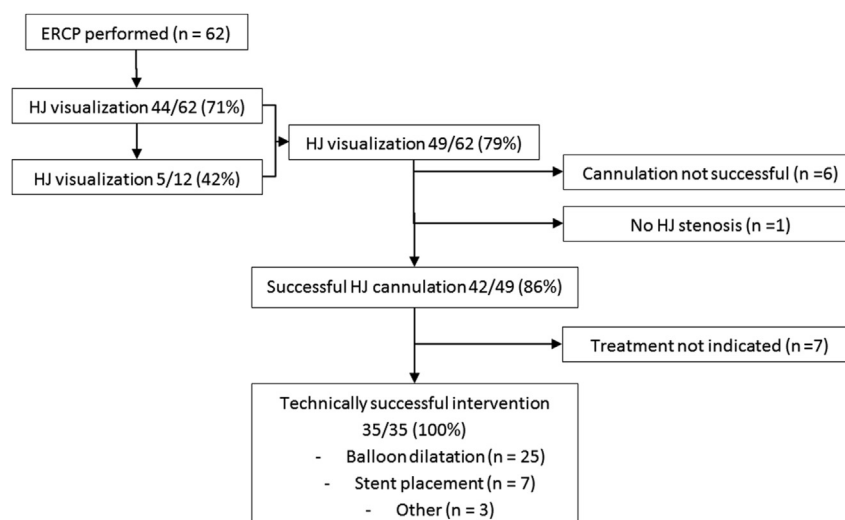 ERCP performed (n = 62)
HJ visualization 44/62 (71%)
HJ visualization 49/62 (79%)
HJ visualization 5/12 (42%)
Cannulation not successful (n =6)
No HJ stenosis (n =1)
Successful HJ cannulation 42/49 (86%)
Treatment not indicated (n =7)
Technically successful intervention
35/35 (100%)
- Balloon dilatation (n = 25)
- Stent placement (n = 7)
- Other (n = 3)